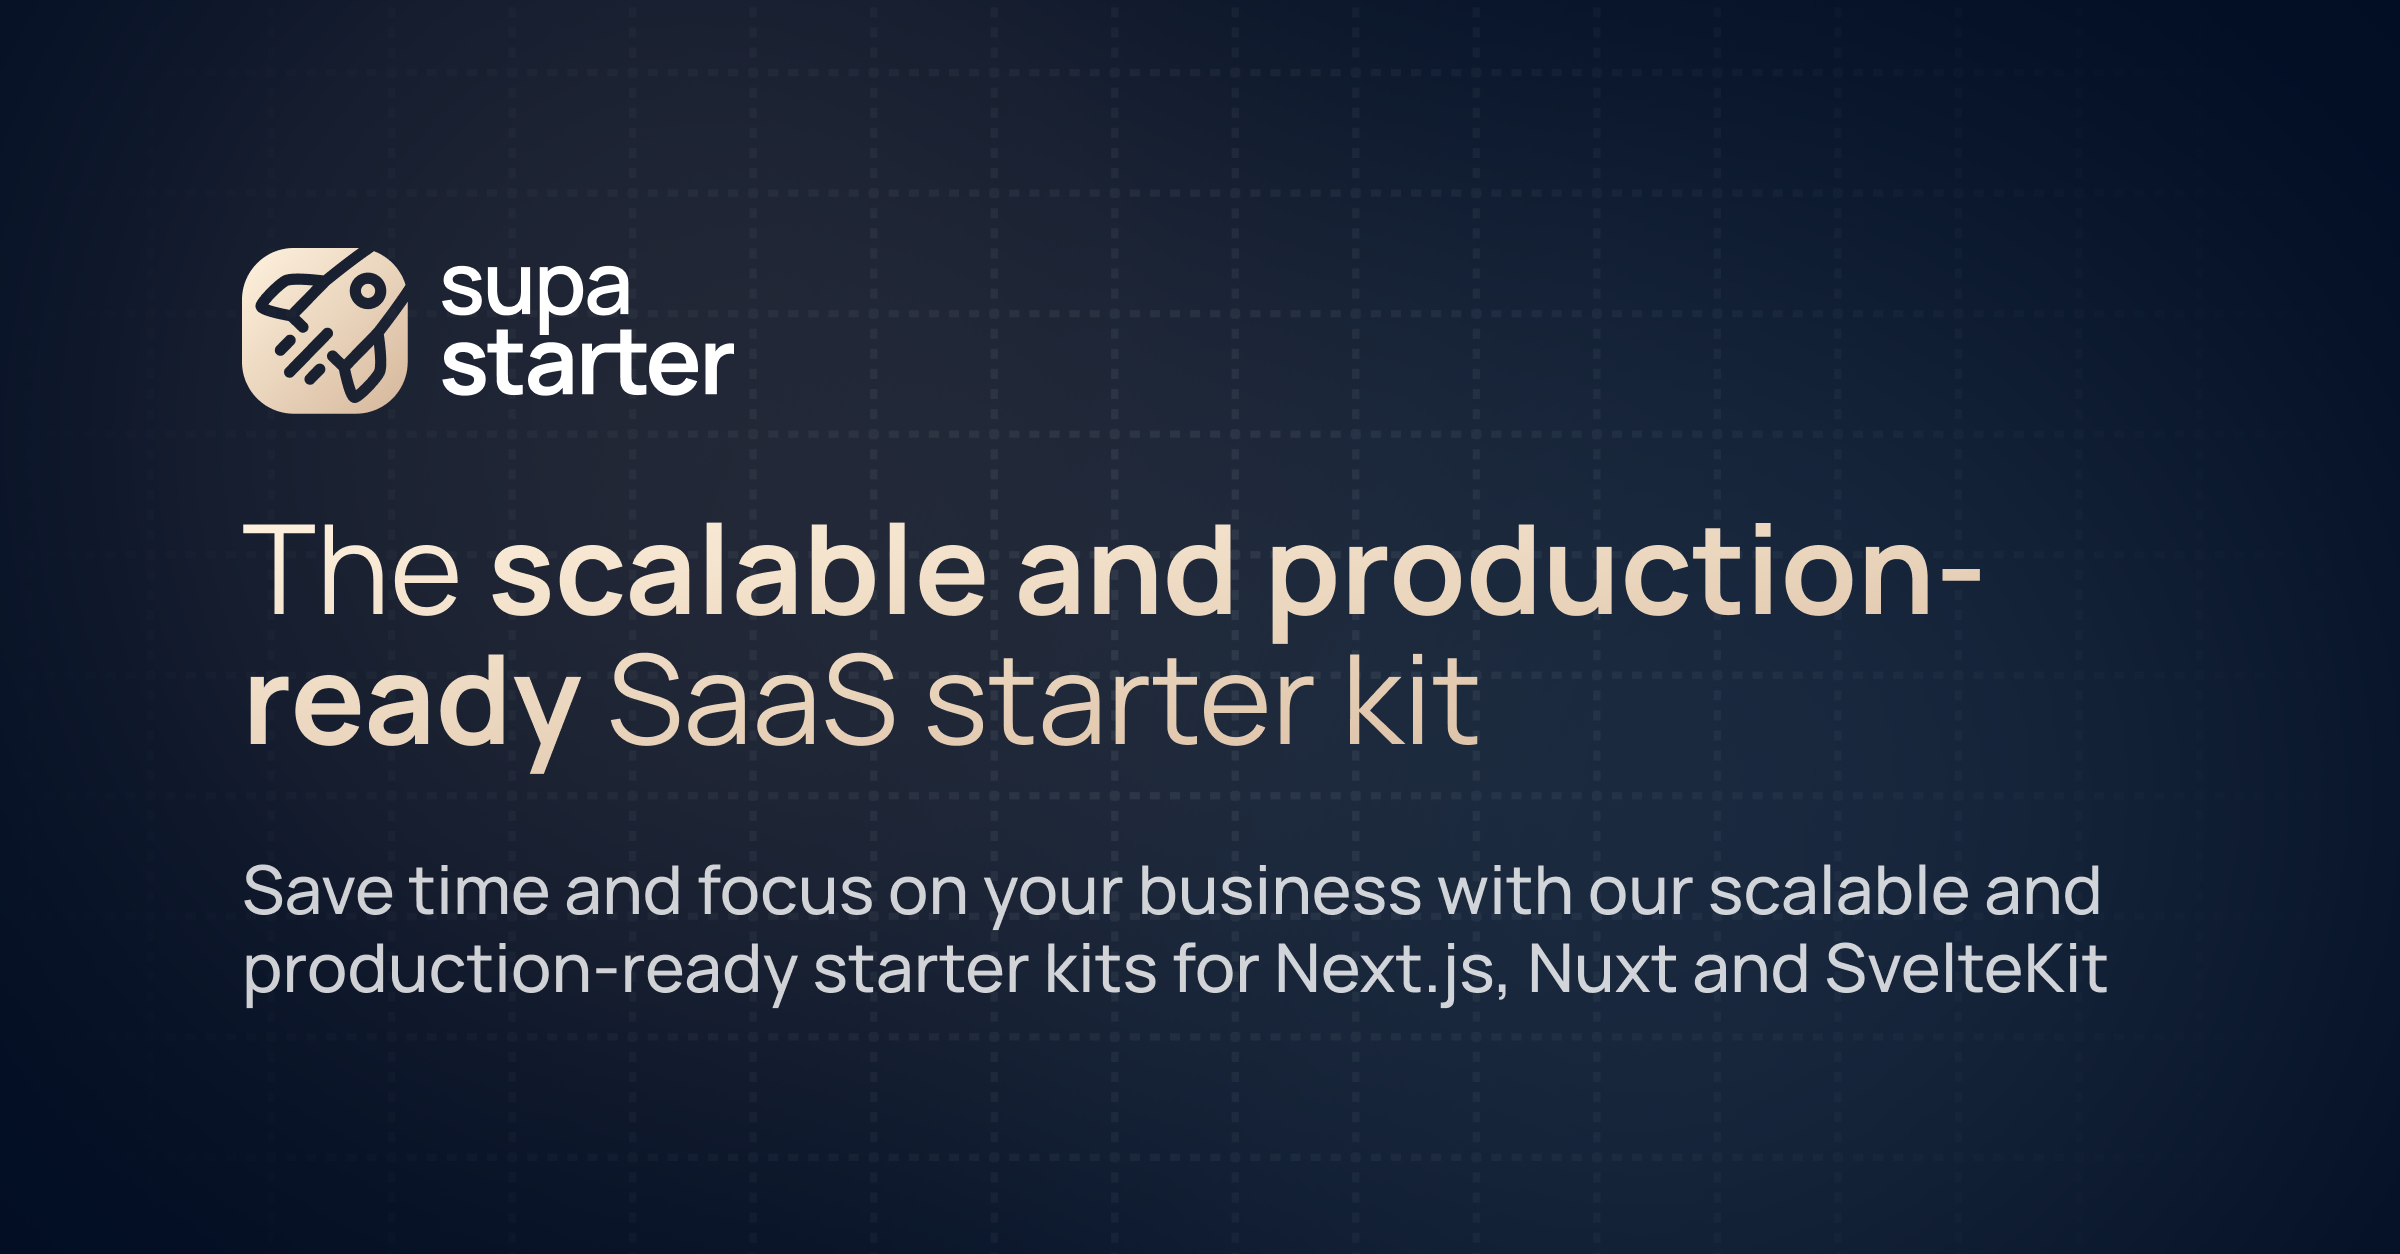 supa
starter
The scalable and production-
ready SaaS starter kit
Save time and focus on your business with our scalable and
production-ready starter kits for Next.js, Nuxt and SvelteKit